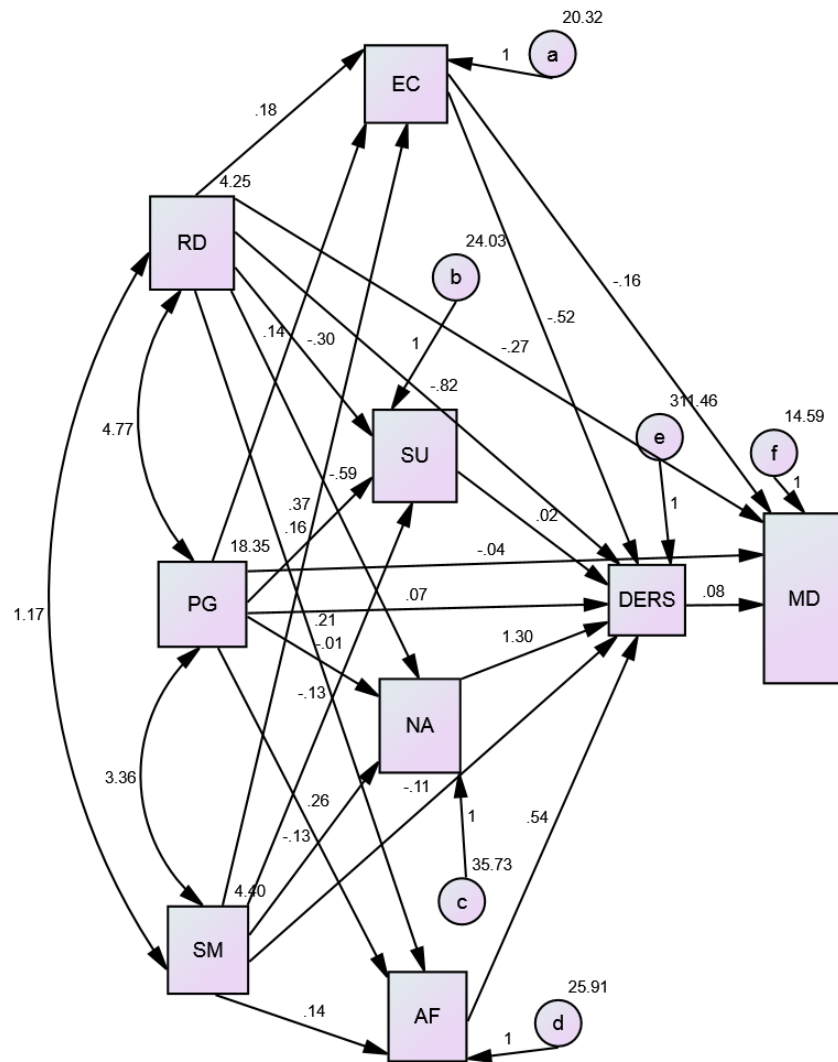 20.32
a
1
EC
.18
4.25
RD
24.03
b
-.16
.14
-.30
-.52
1
-.27
-.82
311.46
14.59
4.77
e
f
SU
1
-.59
.37
1
.16
.02
18.35
-.04
PG
.07
DERS
.08
MD
1.17
.21
-.01
1.30
-.13
NA
3.36
-.11
.26
1
.54
-.13
35.73
4.40
c
SM
AF
25.91
.14
d
1